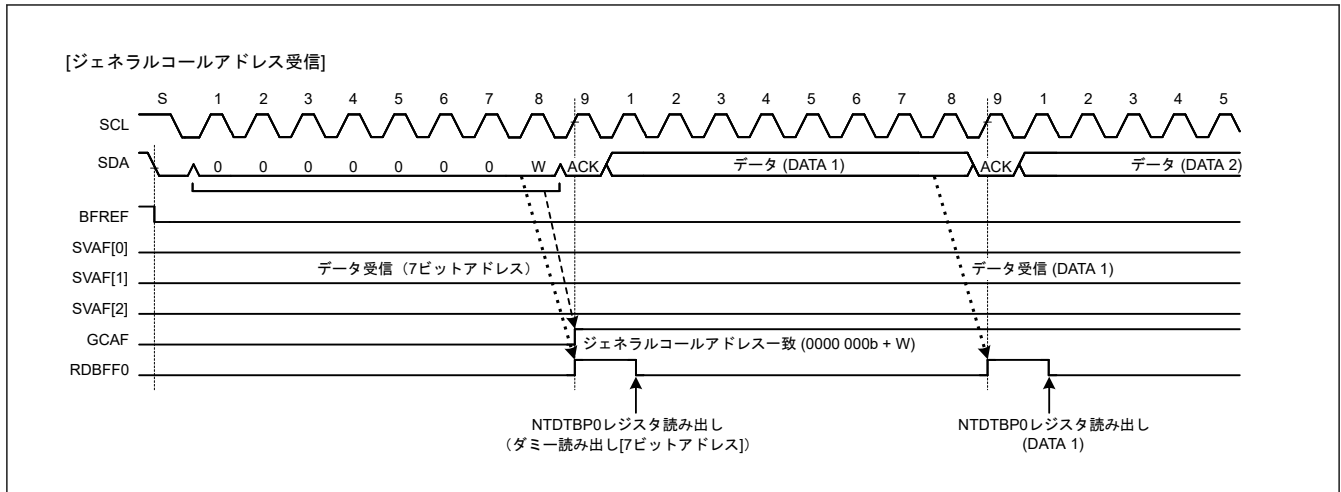 [ジェネラルコールアドレス受信]
S 1 2 3 4 5 6 7 8 9 1 2 3 4 5 6 7 8 9 1 2 3 4 5
SCL
SDA 0 0 0 0 0 0 0 W ACK データ (DATA 1) ACK データ (DATA 2)
BFREF
SVAF[0]
データ受信（7ビットアドレス） データ受信 (DATA 1)
SVAF[1]
SVAF[2]
GCAF
ジェネラルコールアドレス一致 (0000 000b + W)
RDBFF0
NTDTBP0レジスタ読み出し NTDTBP0レジスタ読み出し
（ダミー読み出し[7ビットアドレス]） (DATA 1)